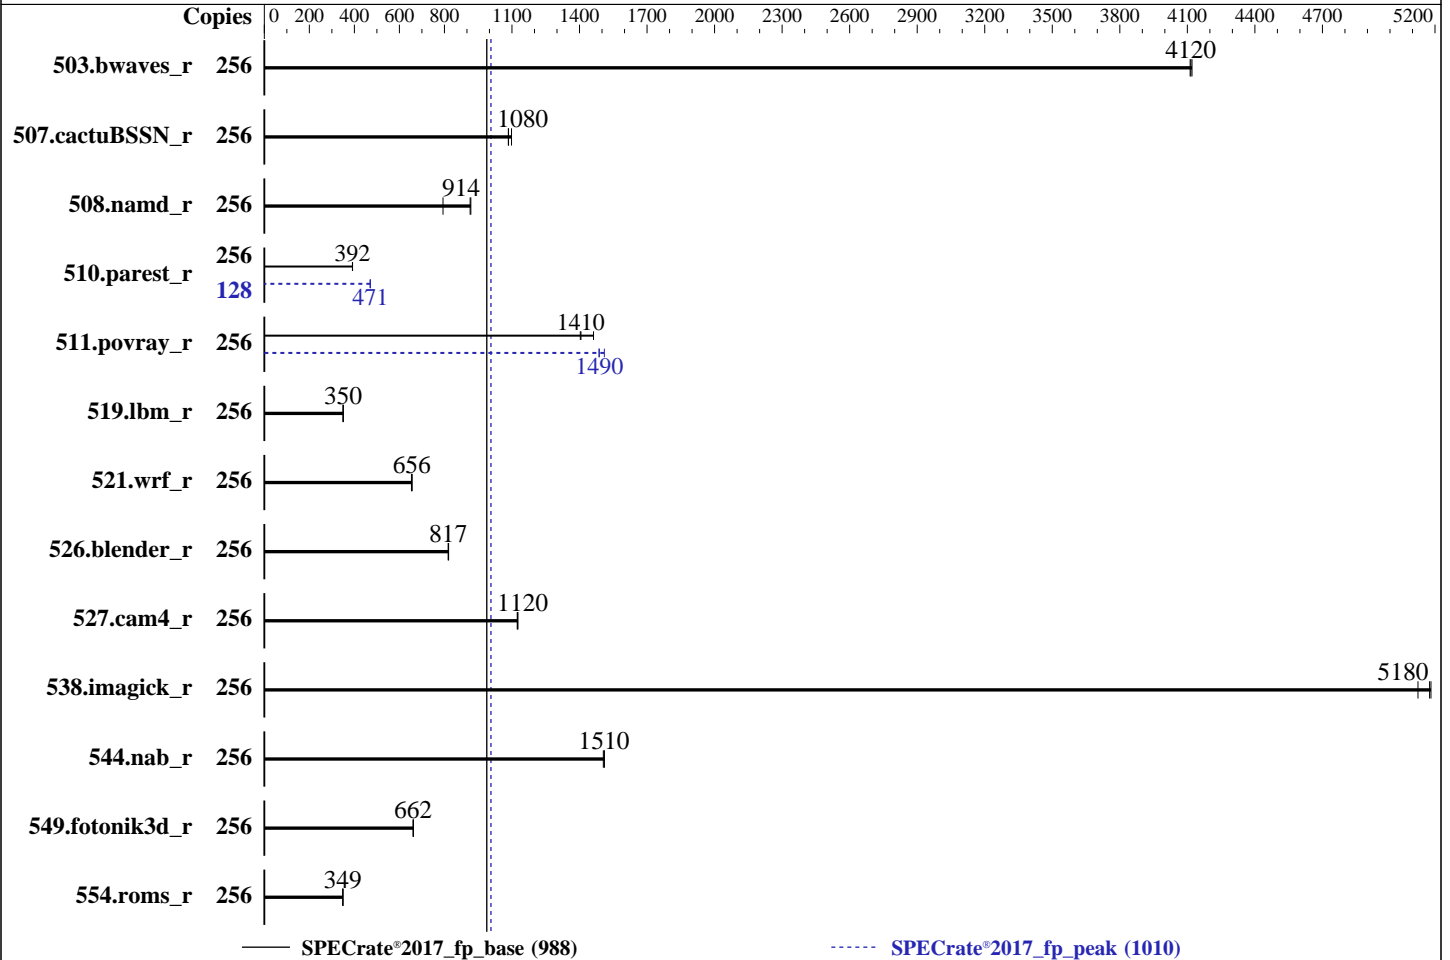 Copies 0 200 400 600 800 1100 1400 1700 2000 2300 2600 2900 3200 3500 3800 4100 4400 4700 5200
503.bwaves_r 256 4120
507.cactuBSSN_r 256 1080
508.namd_r 256 914
510.parest_r 256 392
128 471
511.povray_r 256 1410
1490
519.lbm_r 256 350
521.wrf_r 256 656
526.blender_r 256 817
527.cam4_r 256 1120
538.imagick_r 256 5180
544.nab_r 256 1510
549.fotonik3d_r 256 662
554.roms_r 256 349
SPECrate®2017_fp_base (988) SPECrate®2017_fp_peak (1010)